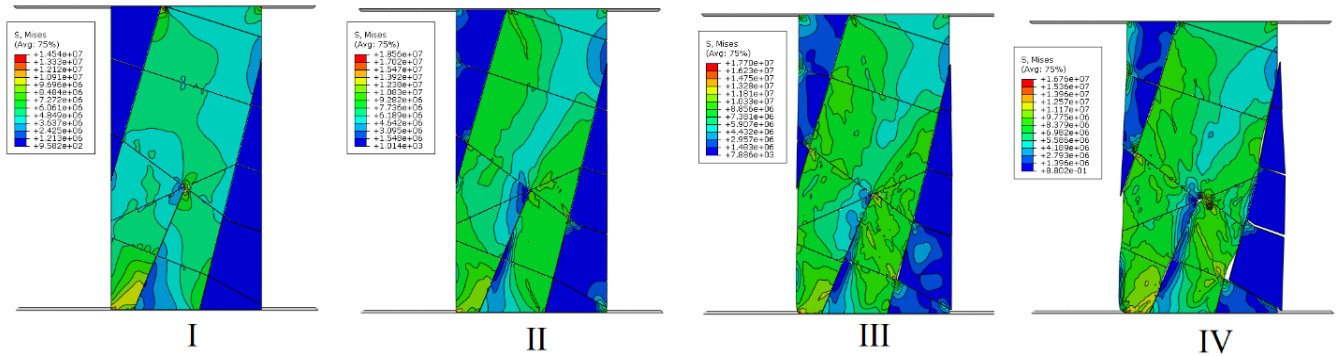 S, Mises
(Avg: 75%)
+1.454e+07
+1.333e+07
+1.212e+07
+1.091e+07
+9.696e+06
+8.484e+06
+7.272e+06
+6.061e+06
+4.849e+06
+3.637e+06
+2.425e+06
+1.213e+06
+9.582e+02
I
S, Mises
(Avg: 75%)
+1.856e+07
+1.702e+07
+1.547e+07
+1.392e+07
+1.238e+07
+1.083e+07
+9.282e+06
+7.736e+06
+6.189e+06
+4.642e+06
+3.095e+06
+1.548e+06
+1.014e+03
II
S, Mises
(Avg: 75%)
+1.770e+07
+1.623e+07
+1.475e+07
+1.328e+07
+1.181e+07
+1.033e+07
+8.856e+06
+7.381e+06
+5.907e+06
+4.432e+06
+2.957e+06
+1.483e+06
+7.886e+03
III
S, Mises
(Avg: 75%)
+1.676e+07
+1.536e+07
+1.396e+07
+1.257e+07
+1.117e+07
+9.775e+06
+8.379e+06
+6.982e+06
+5.586e+06
+4.189e+06
+2.793e+06
+1.396e+06
+8.802e-01
IV